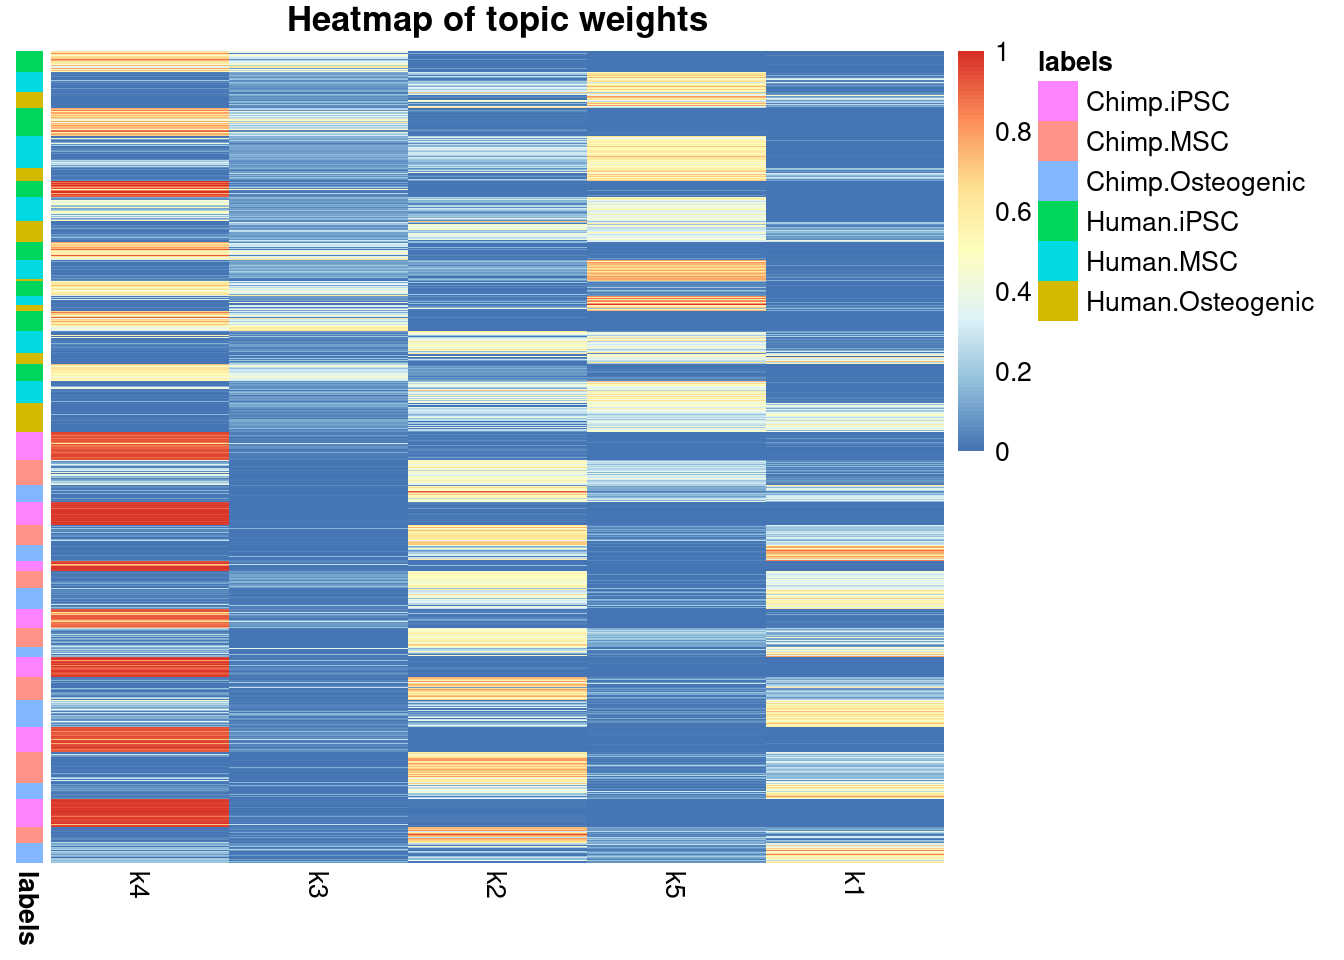 Heatmap of topic weights
1
0.8
0.6
0.4
0.2
0
labels
Chimp.iPSC
Chimp.MSC
Chimp.Osteogenic
Human.iPSC
Human.MSC
Human.Osteogenic
labels
k4
k3
k2
k5
k1